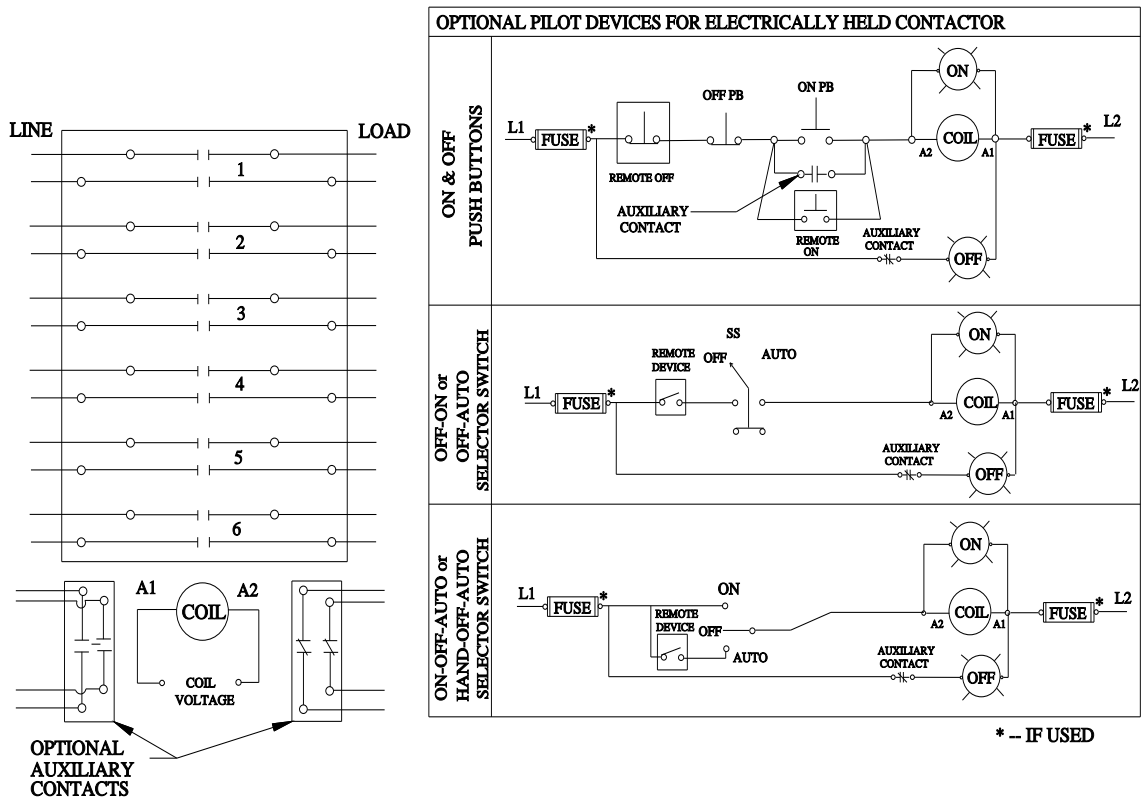 OPTIONAL PILOT DEVICES FOR ELECTRICALLY HELD CONTACTOR
LINE
LOAD
1
2
3
4
5
6
A1
A2
COIL
COIL
VOLTAGE
OPTIONAL
AUXILIARY
CONTACTS
ON & OFF
PUSH BUTTONS
L1
FUSE
*
REMOTE OFF
OFF PB
ON PB
AUXILIARY
CONTACT
REMOTE
ON
AUXILIARY
CONTACT
ON
A2
COIL
A1
OFF
FUSE
*
L2
OFF-ON or
OFF-AUTO
SELECTOR SWITCH
L1
FUSE
*
REMOTE
DEVICE
SS
OFF
AUTO
AUXILIARY
CONTACT
ON
A2
COIL
A1
OFF
FUSE
*
L2
ON-OFF-AUTO or
HAND-OFF-AUTO
SELECTOR SWITCH
L1
FUSE
*
REMOTE
DEVICE
ON
OFF
AUTO
AUXILIARY
CONTACT
ON
A2
COIL
A1
OFF
FUSE
*
L2
* -- IF USED